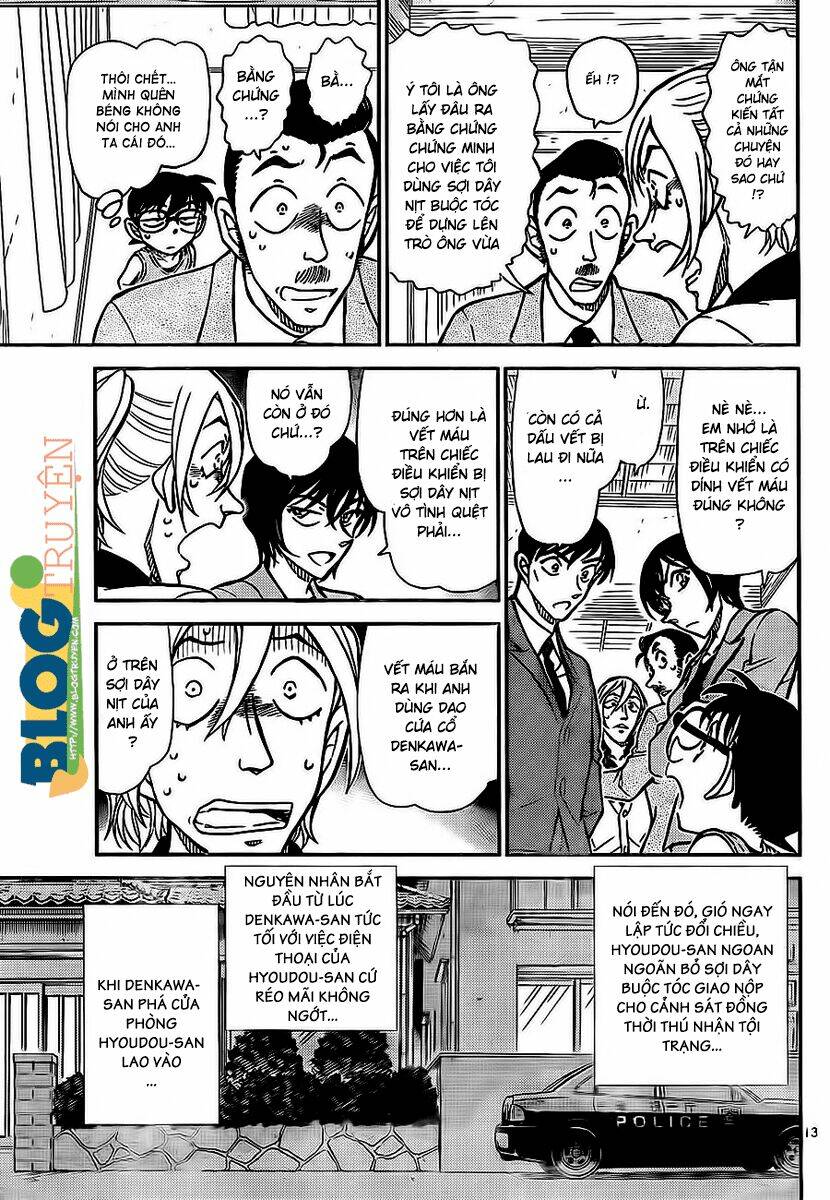 ÔNG TẬN
MẮT
CHỨNG
KIẾN TẤT
CẢ NHỮNG
CHUYỆN
ĐÓ HAY
SAO CHỨ
!?
ẾH !?
Ý TÔI LÀ ÔNG
LẤY ĐÂU RA
BẰNG CHỨNG
CHỨNG MINH
CHO VIỆC TÔI
DÙNG SỢI DÂY
NỊT BUỘC TÓC
ĐỂ DỰNG LÊN
TRÒ ÔNG VỪA
BẰ...
BẰNG
CHỨNG
...?
THÔI CHẾT...
MÌNH QUÊN
BÉNG KHÔNG
NÓI CHO ANH
TA CÁI ĐÓ...
NÈ NÈ...
EM NHỚ LÀ
TRÊN CHIẾC
ĐIỀU KHIỂN CÓ
DÍNH VẾT MÁU
ĐÚNG KHÔNG
?
Ừ.
CÒN CÓ CẢ
DẤU VẾT BỊ
LAU ĐI NỮA
...
ĐÚNG HƠN LÀ
VẾT MÁU
TRÊN CHIẾC
ĐIỀU KHIỂN BỊ
SỢI DÂY NỊT
VÔ TÌNH QUỆT
PHẢI...
NÓ VẪN
CÒN Ở ĐÓ
CHỨ...?
VẾT MÁU BẮN
RA KHI ANH
DÙNG DAO
CỨA CỔ
DENKAWA-
SAN...
Ở TRÊN
SỢI DÂY
NỊT CỦA
ANH ẤY
?
NÓI ĐẾN ĐÓ, GIÓ NGAY
LẬP TỨC ĐỔI CHIỀU,
HYOUDOU-SAN NGOAN
NGOÃN BỎ SỢI DÂY
BUỘC TÓC GIAO NỘP
CHO CẢNH SÁT ĐỒNG
THỜI THÚ NHẬN TỘI
TRẠNG...
NGUYÊN NHÂN BẮT
ĐẦU TỪ LÚC
DENKAWA-SAN TỨC
TỐI VỚI VIỆC ĐIỆN
THOẠI CỦA
HYOUDOU-SAN CỨ
RÉO MÃI KHÔNG
NGỚT...
KHI DENKAWA-
SAN PHÁ CỬA
PHÒNG
HYOUDOU-SAN
LAO VÀO
...
POLICE
13
BLOG
TRUYỆN
HTTP://WWW.BLOGTRUYEN.COM